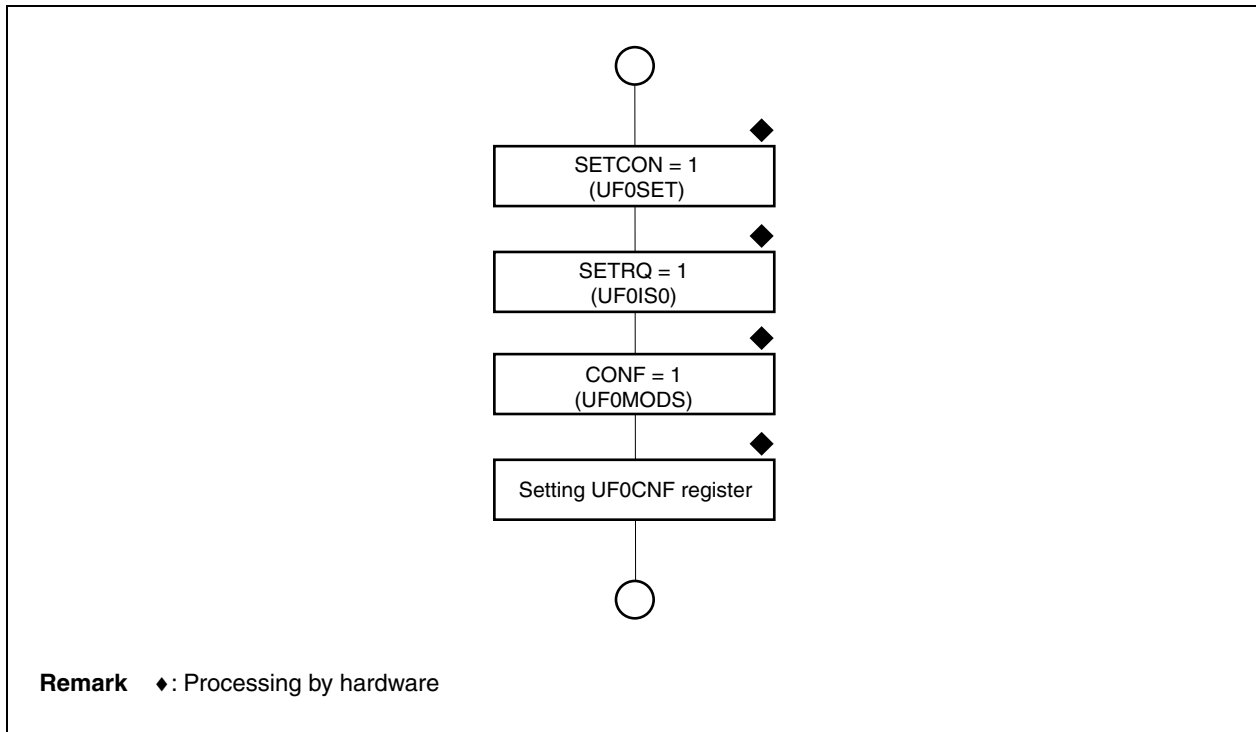 SETCON = 1
(UF0SET)
SETRQ = 1
(UF0IS0)
CONF = 1
(UF0MODS)
Setting UF0CNF register
Remark ♦: Processing by hardware